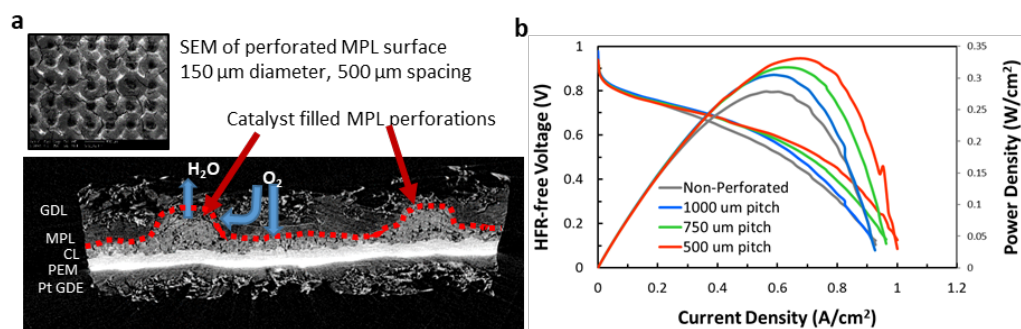 a
SEM of perforated MPL surface
150 µm diameter, 500 µm spacing
Catalyst filled MPL perforations
H₂O
O₂
GDL
MPL
CL
PEM
Pt GDE
b
HFR-free Voltage (V)
1
0.8
0.6
0.4
0.2
0
Non-Perforated
1000 um pitch
750 um pitch
500 um pitch
0.35
0.3
0.25
0.2
0.15
0.1
0.05
0
Power Density (W/cm²)
0 0.2 0.4 0.6 0.8 1 1.2
Current Density (A/cm²)